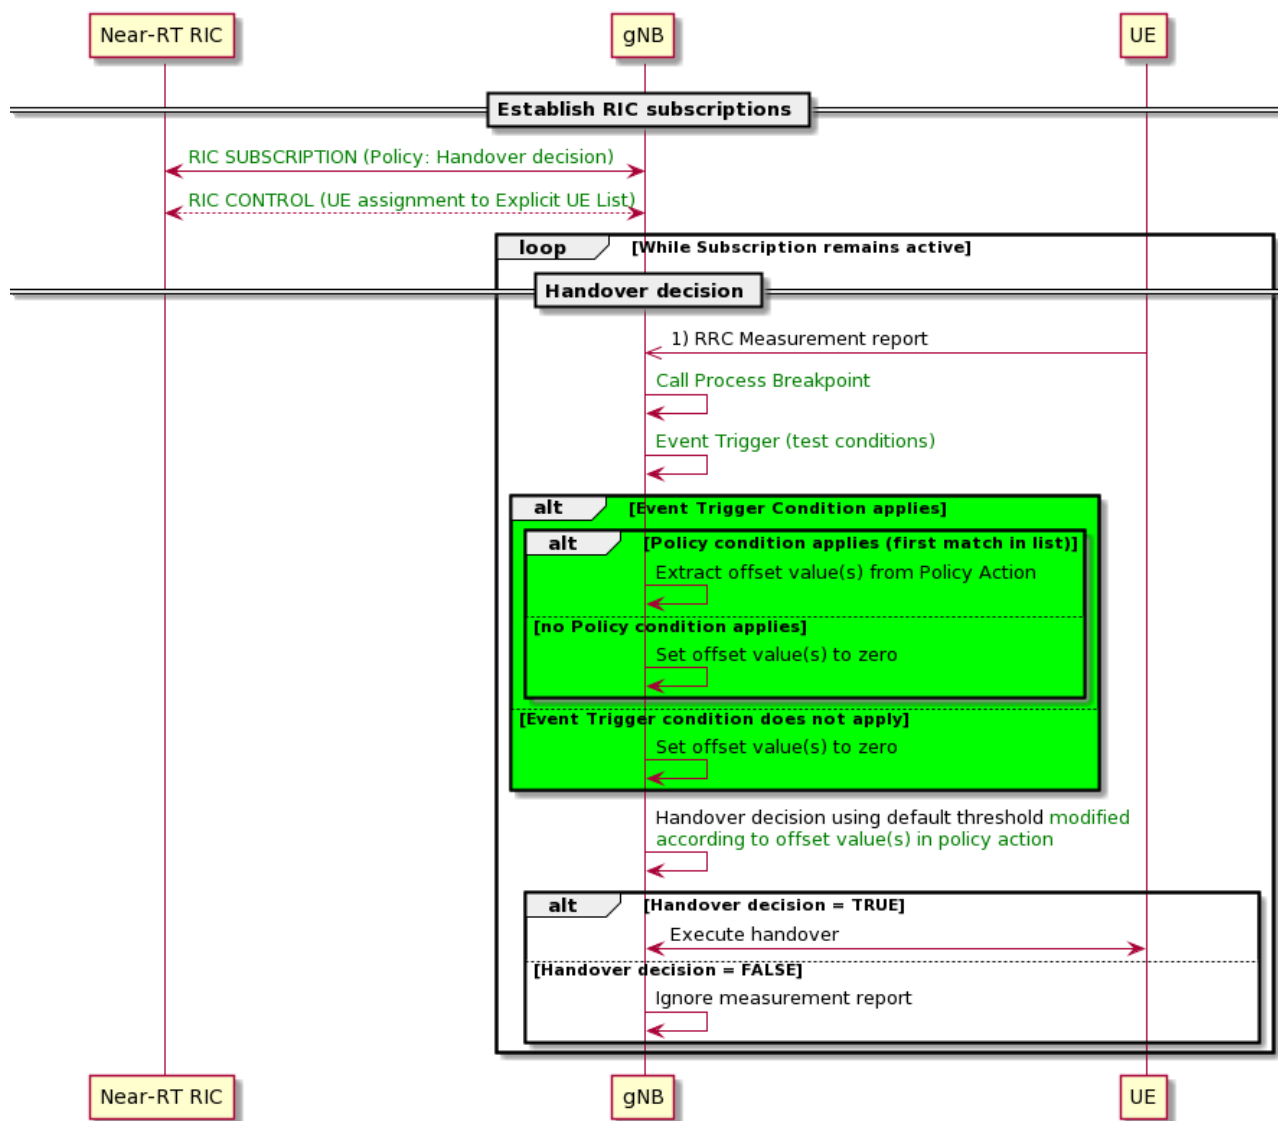 Near-RT RIC
gNB
UE
Establish RIC subscriptions
RIC SUBSCRIPTION (Policy: Handover decision)
RIC CONTROL (UE assignment to Explicit UE List)
loop
[While Subscription remains active]
Handover decision
1) RRC Measurement report
Call Process Breakpoint
Event Trigger (test conditions)
alt
[Event Trigger Condition applies]
alt
[Policy condition applies (first match in list)]
Extract offset value(s) from Policy Action
[no Policy condition applies]
Set offset value(s) to zero
[Event Trigger condition does not apply]
Set offset value(s) to zero
Handover decision using default threshold modified
according to offset value(s) in policy action
alt
[Handover decision = TRUE]
Execute handover
[Handover decision = FALSE]
Ignore measurement report
Near-RT RIC
gNB
UE